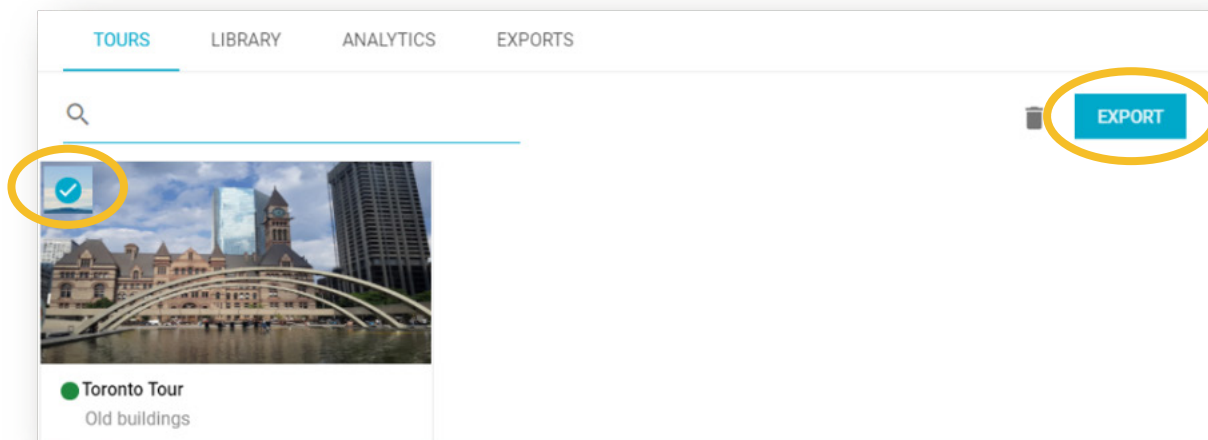 TOURS LIBRARY ANALYTICS EXPORTS
EXPORT
Toronto Tour
Old buildings